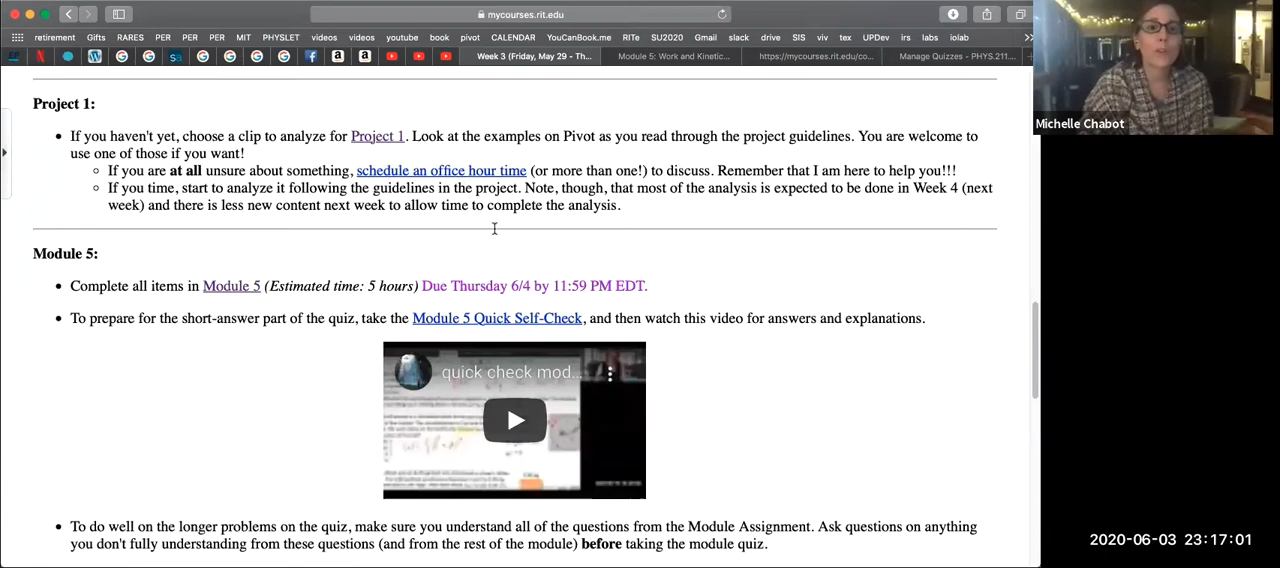 mycourses.rit.edu
retirement Gifts RARES PER PER PER MIT PHYSLET videos videos youtube book pivot CALENDAR YouCanBook.me RITe SU2020 Gmail slack drive SIS viv tex UPDev irs labs iolab
Week 3 (Friday, May 29 - Th... Module 5: Work and Kinetic... https://mycourses.rit.edu/co... Manage Quizzes - PHYS.211...
Michelle Chabot
Project 1:
• If you haven't yet, choose a clip to analyze for Project 1. Look at the examples on Pivot as you read through the project guidelines. You are welcome to
use one of those if you want!
◦ If you are at all unsure about something, schedule an office hour time (or more than one!) to discuss. Remember that I am here to help you!!!
◦ If you time, start to analyze it following the guidelines in the project. Note, though, that most of the analysis is expected to be done in Week 4 (next
week) and there is less new content next week to allow time to complete the analysis.
Module 5:
• Complete all items in Module 5 (Estimated time: 5 hours) Due Thursday 6/4 by 11:59 PM EDT.
• To prepare for the short-answer part of the quiz, take the Module 5 Quick Self-Check, and then watch this video for answers and explanations.
quick check mod...
• To do well on the longer problems on the quiz, make sure you understand all of the questions from the Module Assignment. Ask questions on anything
you don't fully understanding from these questions (and from the rest of the module) before taking the module quiz.
2020-06-03 23:17:01